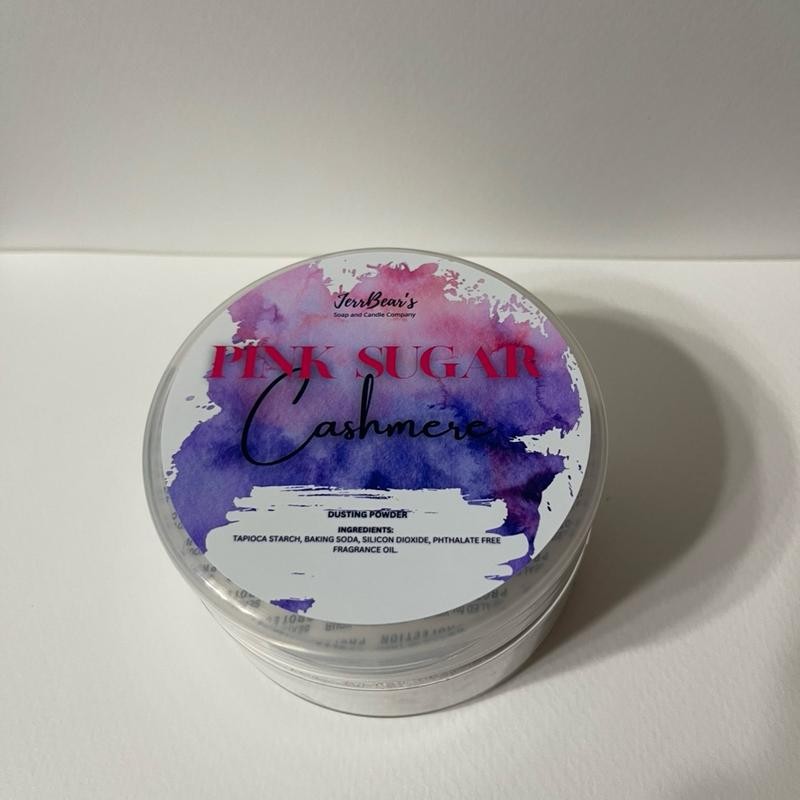 JerrBear's
Soap and Candle Company
PINK SUGAR
Cashmere
DUSTING POWDER
INGREDIENTS:
TAPIOCA STARCH, BAKING SODA, SILICON DIOXIDE, PHTHALATE FREE
FRAGRANCE OIL.